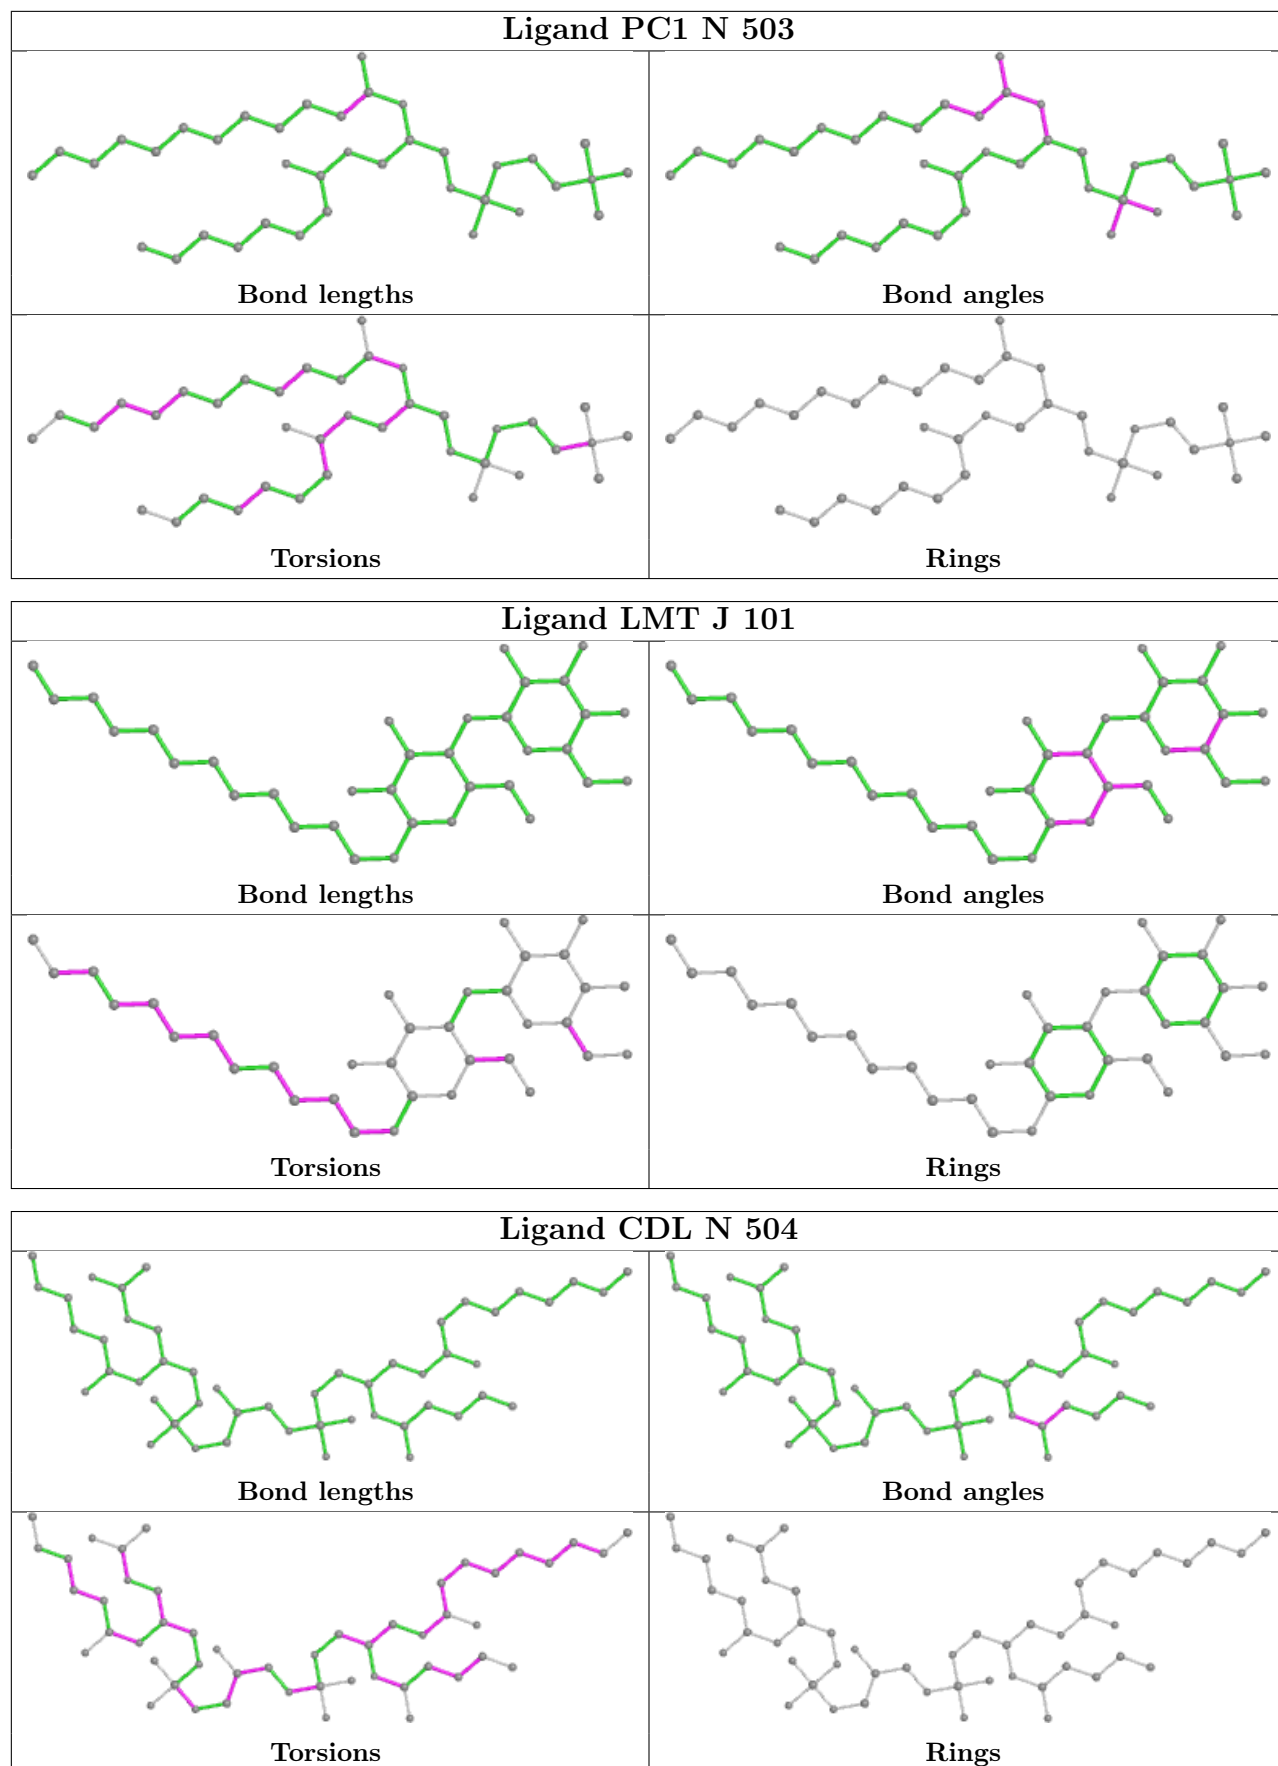 Ligand PC1 N 503
Bond lengths
Bond angles
Torsions
Rings
Ligand LMT J 101
Bond lengths
Bond angles
Torsions
Rings
Ligand CDL N 504
Bond lengths
Bond angles
Torsions
Rings